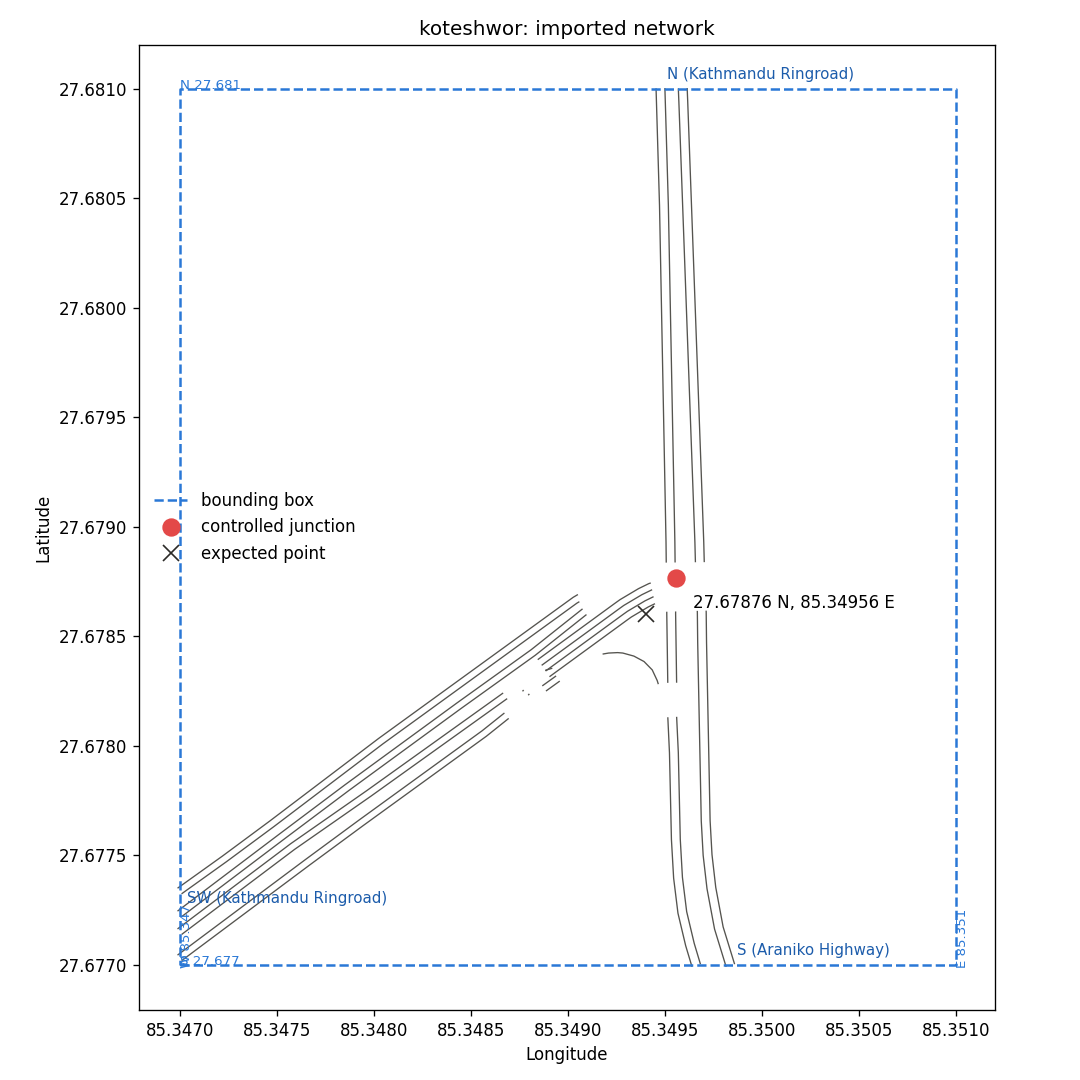 koteshwor: imported network
N (Kathmandu Ringroad)
N 27.681
27.6810
27.6805
27.6800
27.6795
27.6790
27.6785
27.6780
27.6775
27.6770
Latitude
bounding box
controlled junction
expected point
27.67876 N, 85.34956 E
SW (Kathmandu Ringroad)
S (Araniko Highway)
27.677
85.347
E 85.351
85.3470
85.3475
85.3480
85.3485
85.3490
85.3495
85.3500
85.3505
85.3510
Longitude